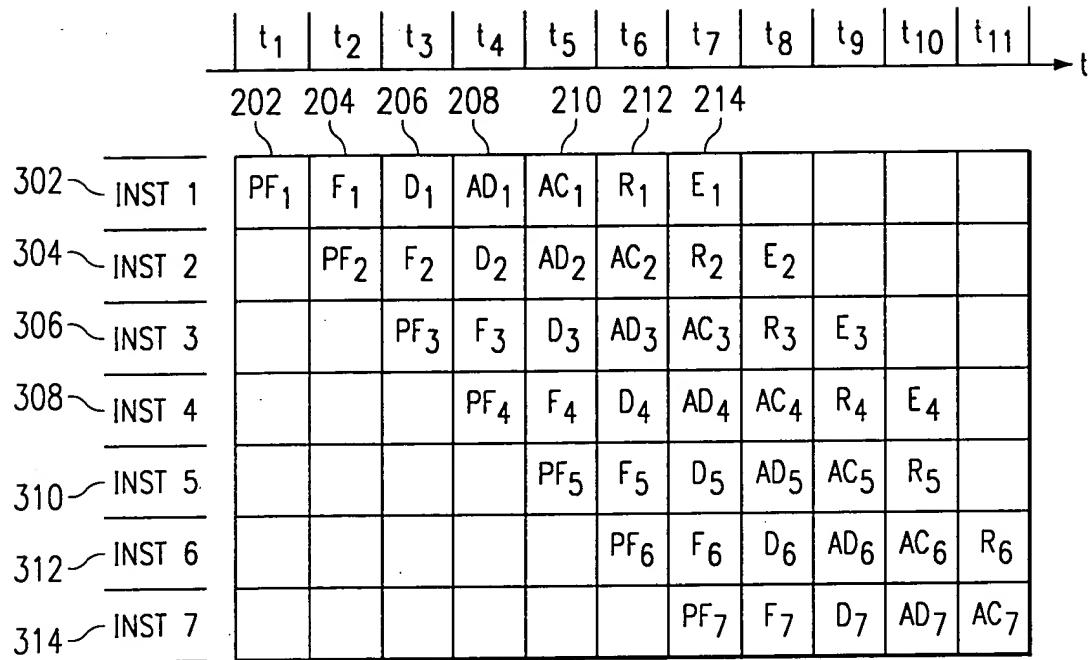 t1 t2 t3 t4 t5 t6 t7 t8 t9 t10 t11
t
202 204 206 208 210 212 214
302 INST 1 PF1 F1 D1 AD1 AC1 R1 E1
304 INST 2 PF2 F2 D2 AD2 AC2 R2 E2
306 INST 3 PF3 F3 D3 AD3 AC3 R3 E3
308 INST 4 PF4 F4 D4 AD4 AC4 R4 E4
310 INST 5 PF5 F5 D5 AD5 AC5 R5
312 INST 6 PF6 F6 D6 AD6 AC6 R6
314 INST 7 PF7 F7 D7 AD7 AC7